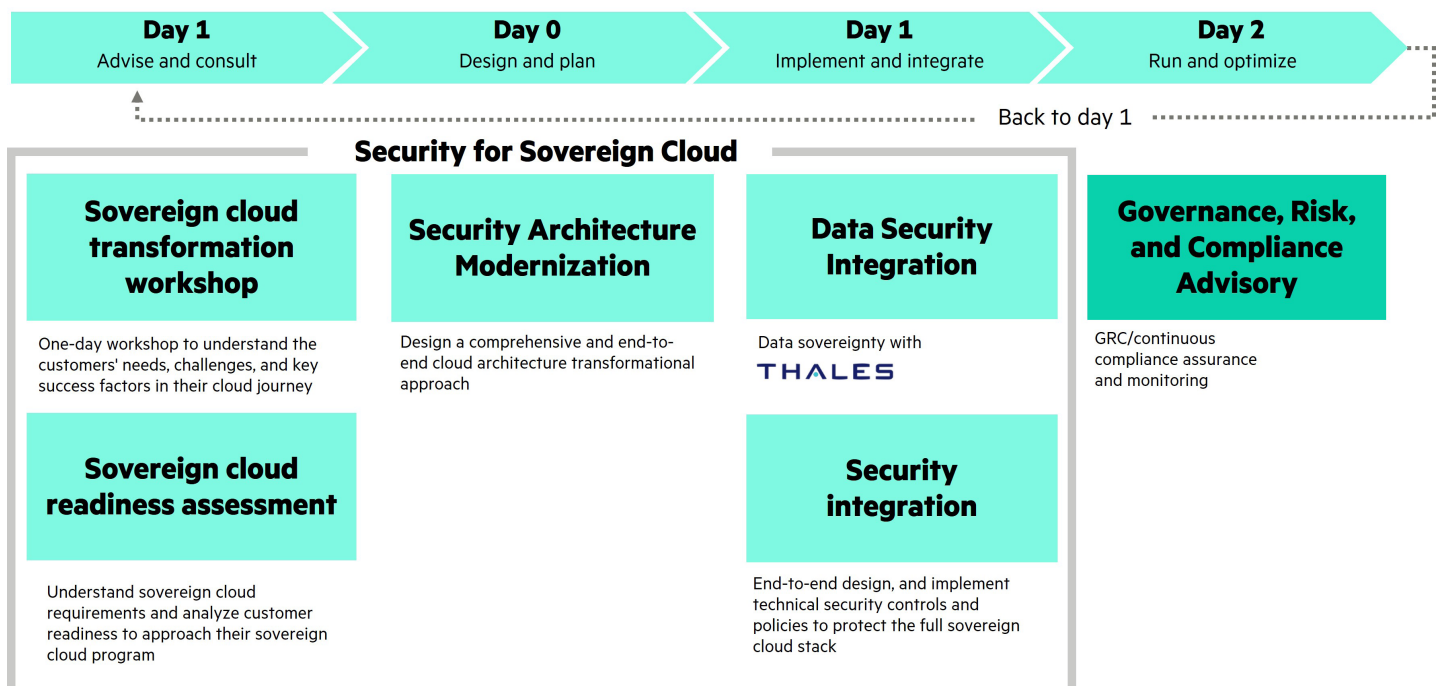 Day 1
Advise and consult
Day 0
Design and plan
Day 1
Implement and integrate
Day 2
Run and optimize
Back to day 1
Security for Sovereign Cloud
Sovereign cloud
transformation
workshop
One-day workshop to understand the
customers' needs, challenges, and key
success factors in their cloud journey
Sovereign cloud
readiness assessment
Understand sovereign cloud
requirements and analyze customer
readiness to approach their sovereign
cloud program
Security Architecture
Modernization
Design a comprehensive and end-to-
end cloud architecture transformational
approach
Data Security
Integration
Data sovereignty with
THALES
Security
integration
End-to-end design, and implement
technical security controls and
policies to protect the full sovereign
cloud stack
Governance, Risk,
and Compliance
Advisory
GRC/continuous
compliance assurance
and monitoring